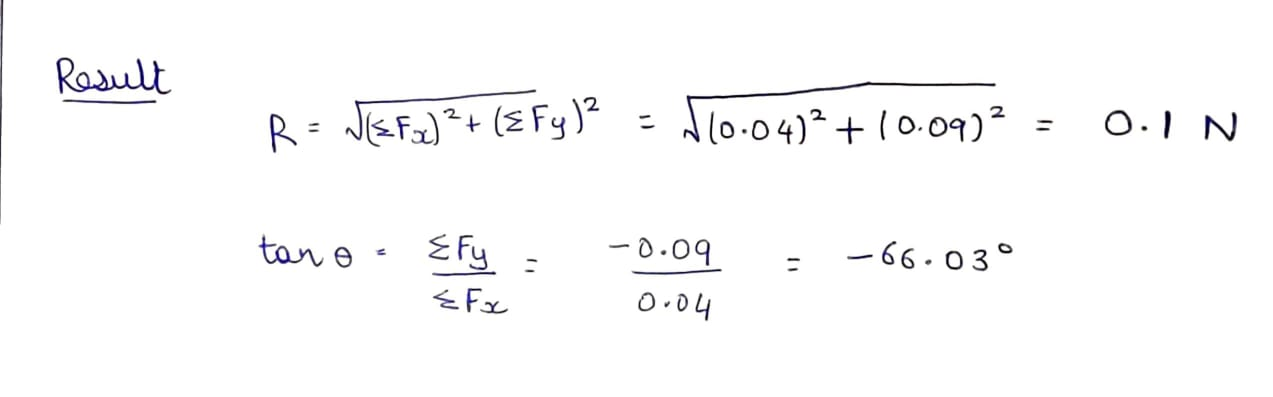 Result
R = √(ΣFx)²+ (ΣFy)² = √(0.04)² + (0.09)² = 0.1 N
tan θ = ΣFy / ΣFx = -0.09 / 0.04 = -66.03°